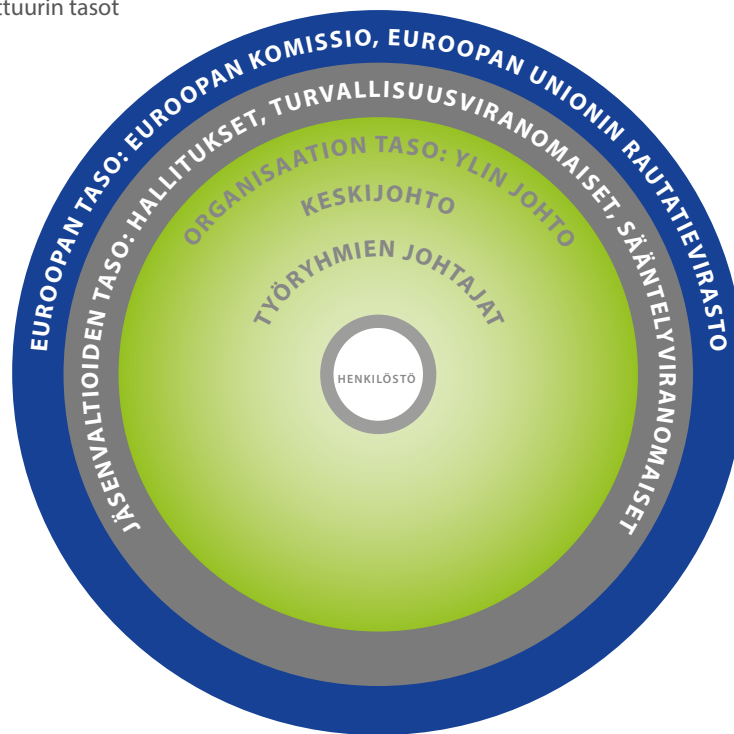 tasot
EUROOPAN TASO: EUROOPAN KOMISSIO, EUROOPAN UNIONIN RAUTATIEVIRASTO
JÄSENVALTIOIDEN TASO: HALLITUKSET, TURVALLISUUSVIRANOMAISET, SÄÄNTELYVIRANOMAISET
ORGANISAATION TASO: YLIN JOHTO
KESKIJOHTO
TYÖRYHMIEN JOHTAJAT
HENKILÖSTÖ